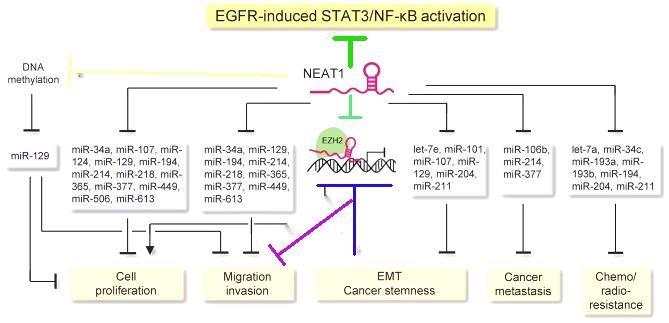 EGFR-induced STAT3/NF-κB activation
DNA
methylation
NEAT1
EZH2
miR-129
miR-34a, miR-107, miR-
124, miR-129, miR-194,
miR-214, miR-218, miR-
365, miR-377, miR-449,
miR-506, miR-613
miR-34a, miR-129,
miR-194, miR-214,
miR-218, miR-365,
miR-377, miR-449,
miR-613
let-7e, miR-101,
miR-107, miR-
129, miR-204,
miR-211
miR-106b,
miR-214,
miR-377
let-7a, miR-34c,
miR-193a, miR-
193b, miR-194,
miR-204, miR-211
Cell
proliferation
Migration
invasion
EMT
Cancer stemness
Cancer
metastasis
Chemo/
radio-
resistance